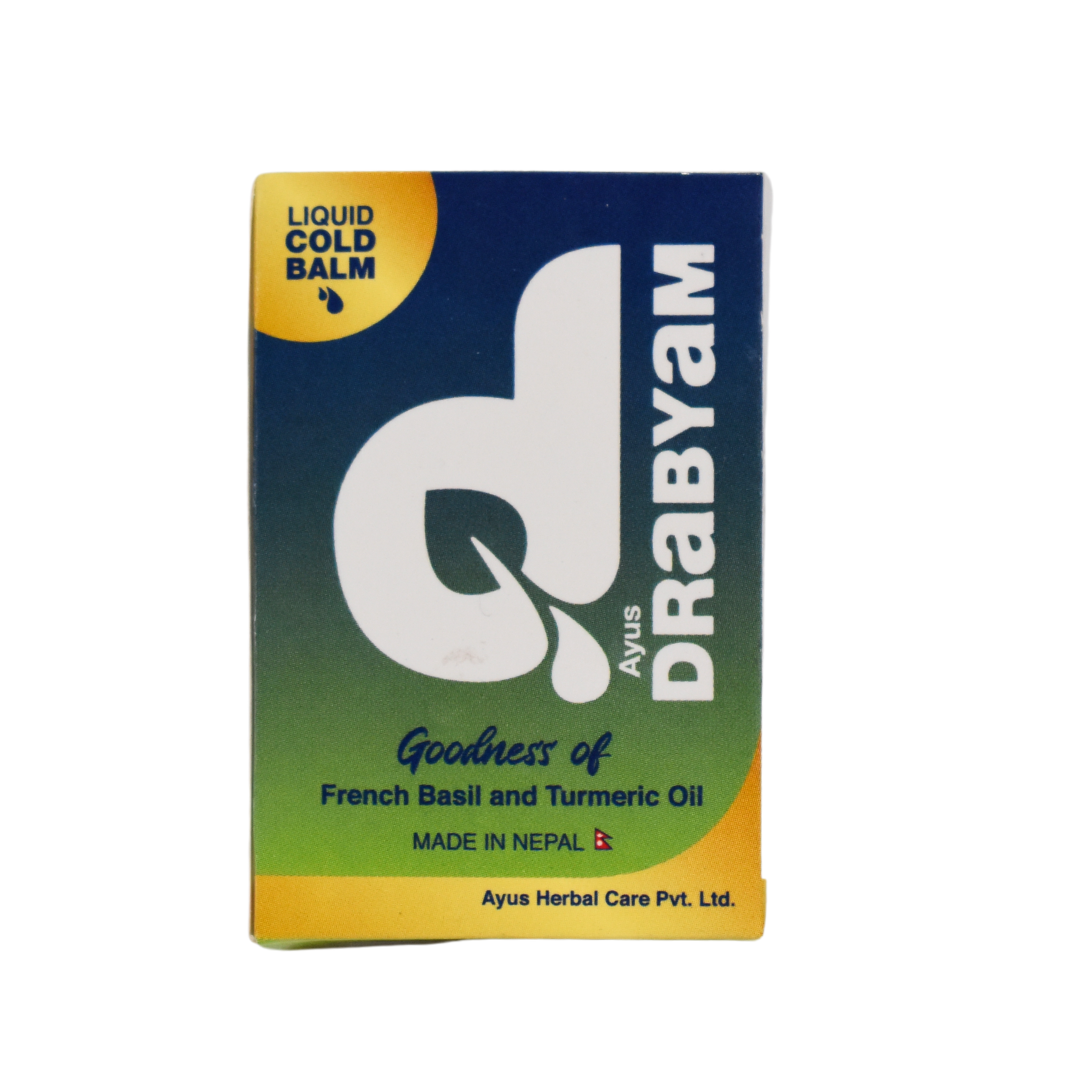 LIQUID
COLD
BALM
Ayus
DRaBYaM
Goodness of
French Basil and Turmeric Oil
MADE IN NEPAL
Ayus Herbal Care Pvt. Ltd.